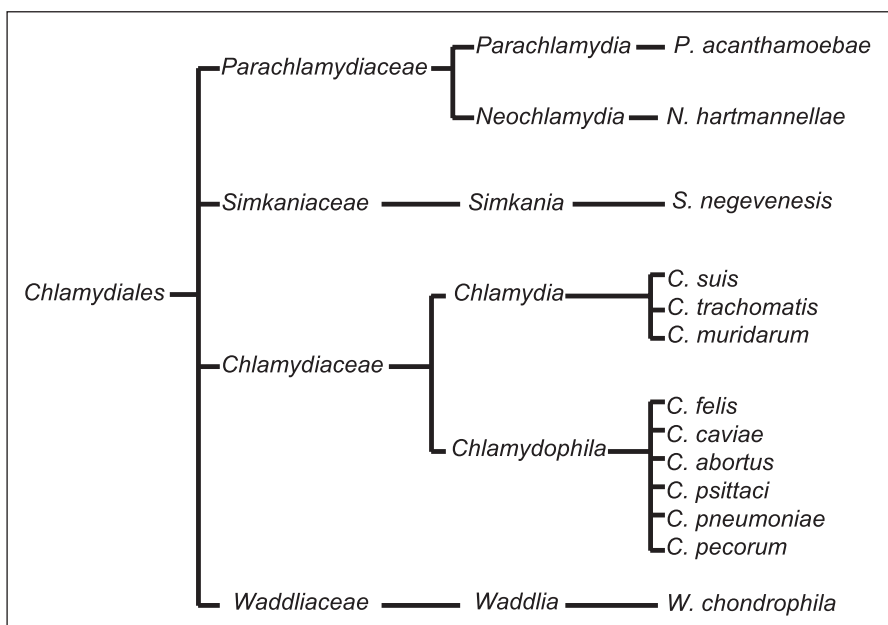 Parachlamydia
P. acanthamoebae
Parachlamydiaceae
Neochlamydia
N. hartmannellae
Simkaniaceae
Simkania
S. negevenesis
Chlamydiales
Chlamydia
C. suis
C. trachomatis
C. muridarum
Chlamydiaceae
Chlamydophila
C. felis
C. caviae
C. abortus
C. psittaci
C. pneumoniae
C. pecorum
Waddliaceae
Waddlia
W. chondrophila